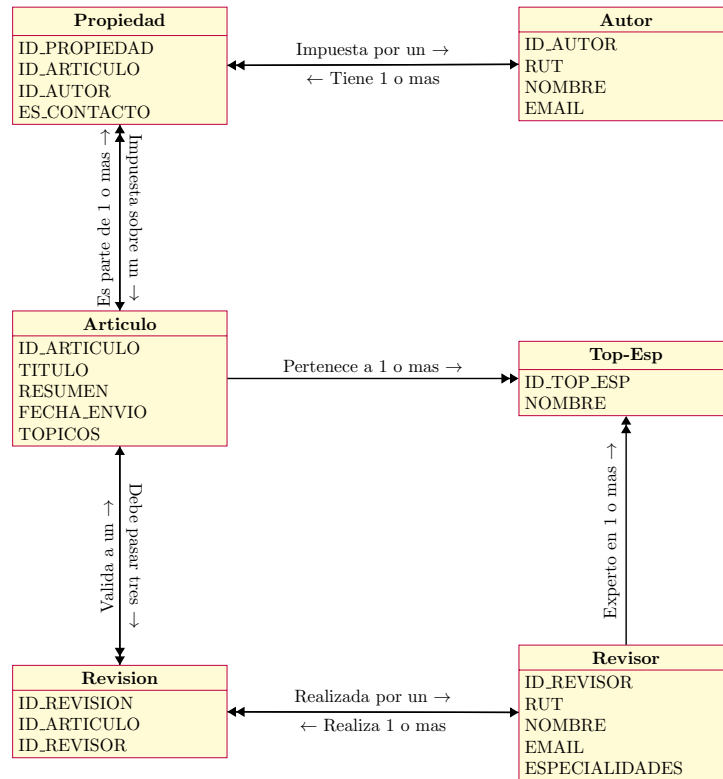 Propiedad
ID_PROPIEDAD
ID_ARTICULO
ID_AUTOR
ES_CONTACTO
Impuesta por un →
← Tiene 1 o mas
Autor
ID_AUTOR
RUT
NOMBRE
EMAIL
Es parte de 1 o mas →
Impuesta sobre un →
Articulo
ID_ARTICULO
TITULO
RESUMEN
FECHA_ENVIO
TOPICOS
Pertenece a 1 o mas →
Top-Esp
ID_TOP_ESP
NOMBRE
Valida a un →
Debe pasar tres →
Experto en 1 o mas →
Revision
ID_REVISION
ID_ARTICULO
ID_REVISOR
Realizada por un →
← Realiza 1 o mas
Revisor
ID_REVISOR
RUT
NOMBRE
EMAIL
ESPECIALIDADES